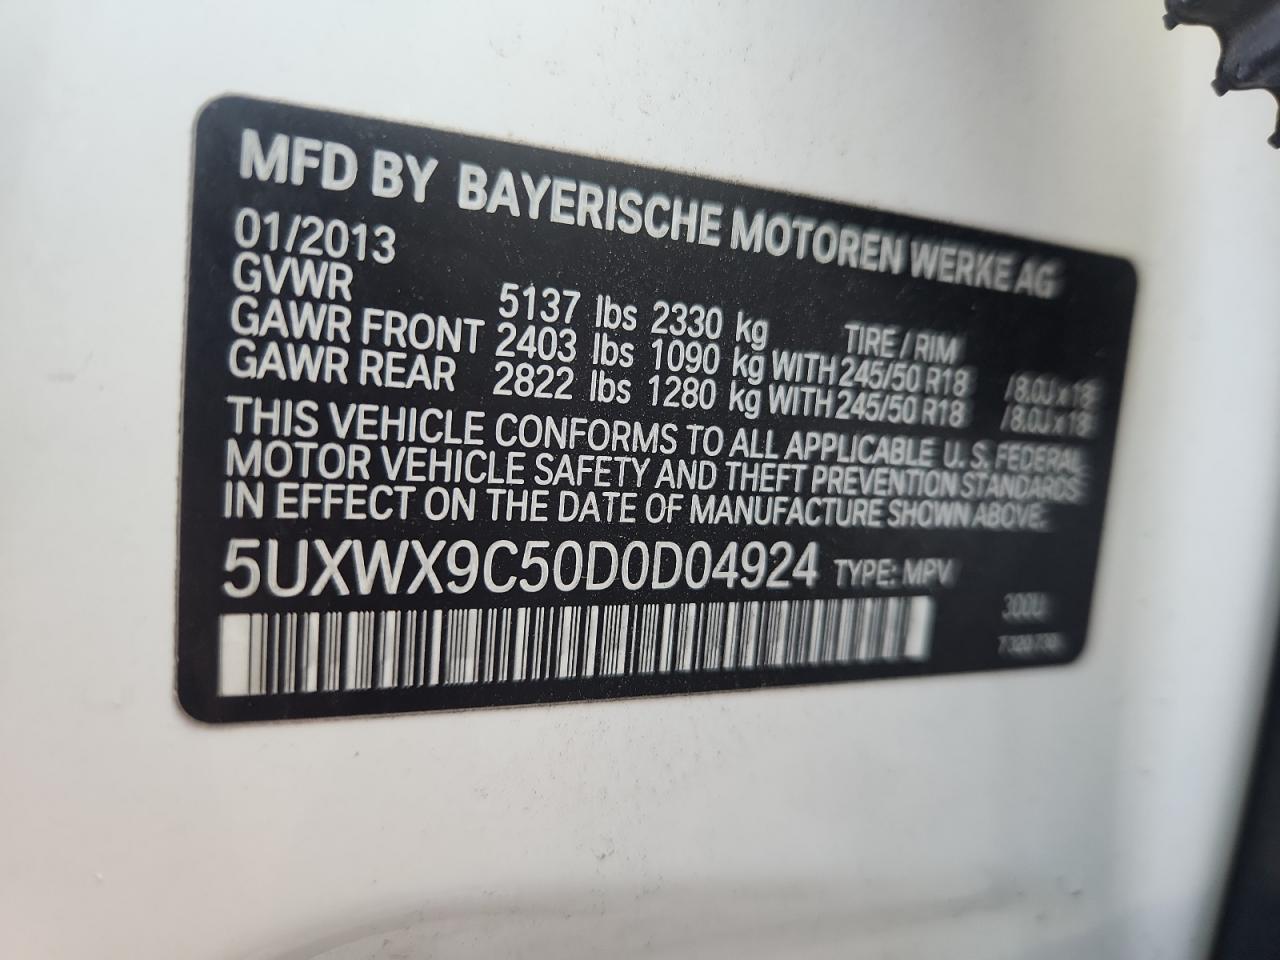 MFD BY BAYERISCHE MOTOREN WERKE AG
01/2013
GVWR 5137 lbs 2330 kg TIRE / RIM
GAWR FRONT 2403 lbs 1090 kg WITH 245/50 R18 /8.0J x 18
GAWR REAR 2822 lbs 1280 kg WITH 245/50 R18 /8.0J x 18
THIS VEHICLE CONFORMS TO ALL APPLICABLE U. S. FEDERAL
MOTOR VEHICLE SAFETY AND THEFT PREVENTION STANDARDS
IN EFFECT ON THE DATE OF MANUFACTURE SHOWN ABOVE.
5UXWX9C50D0D04924 TYPE: MPV